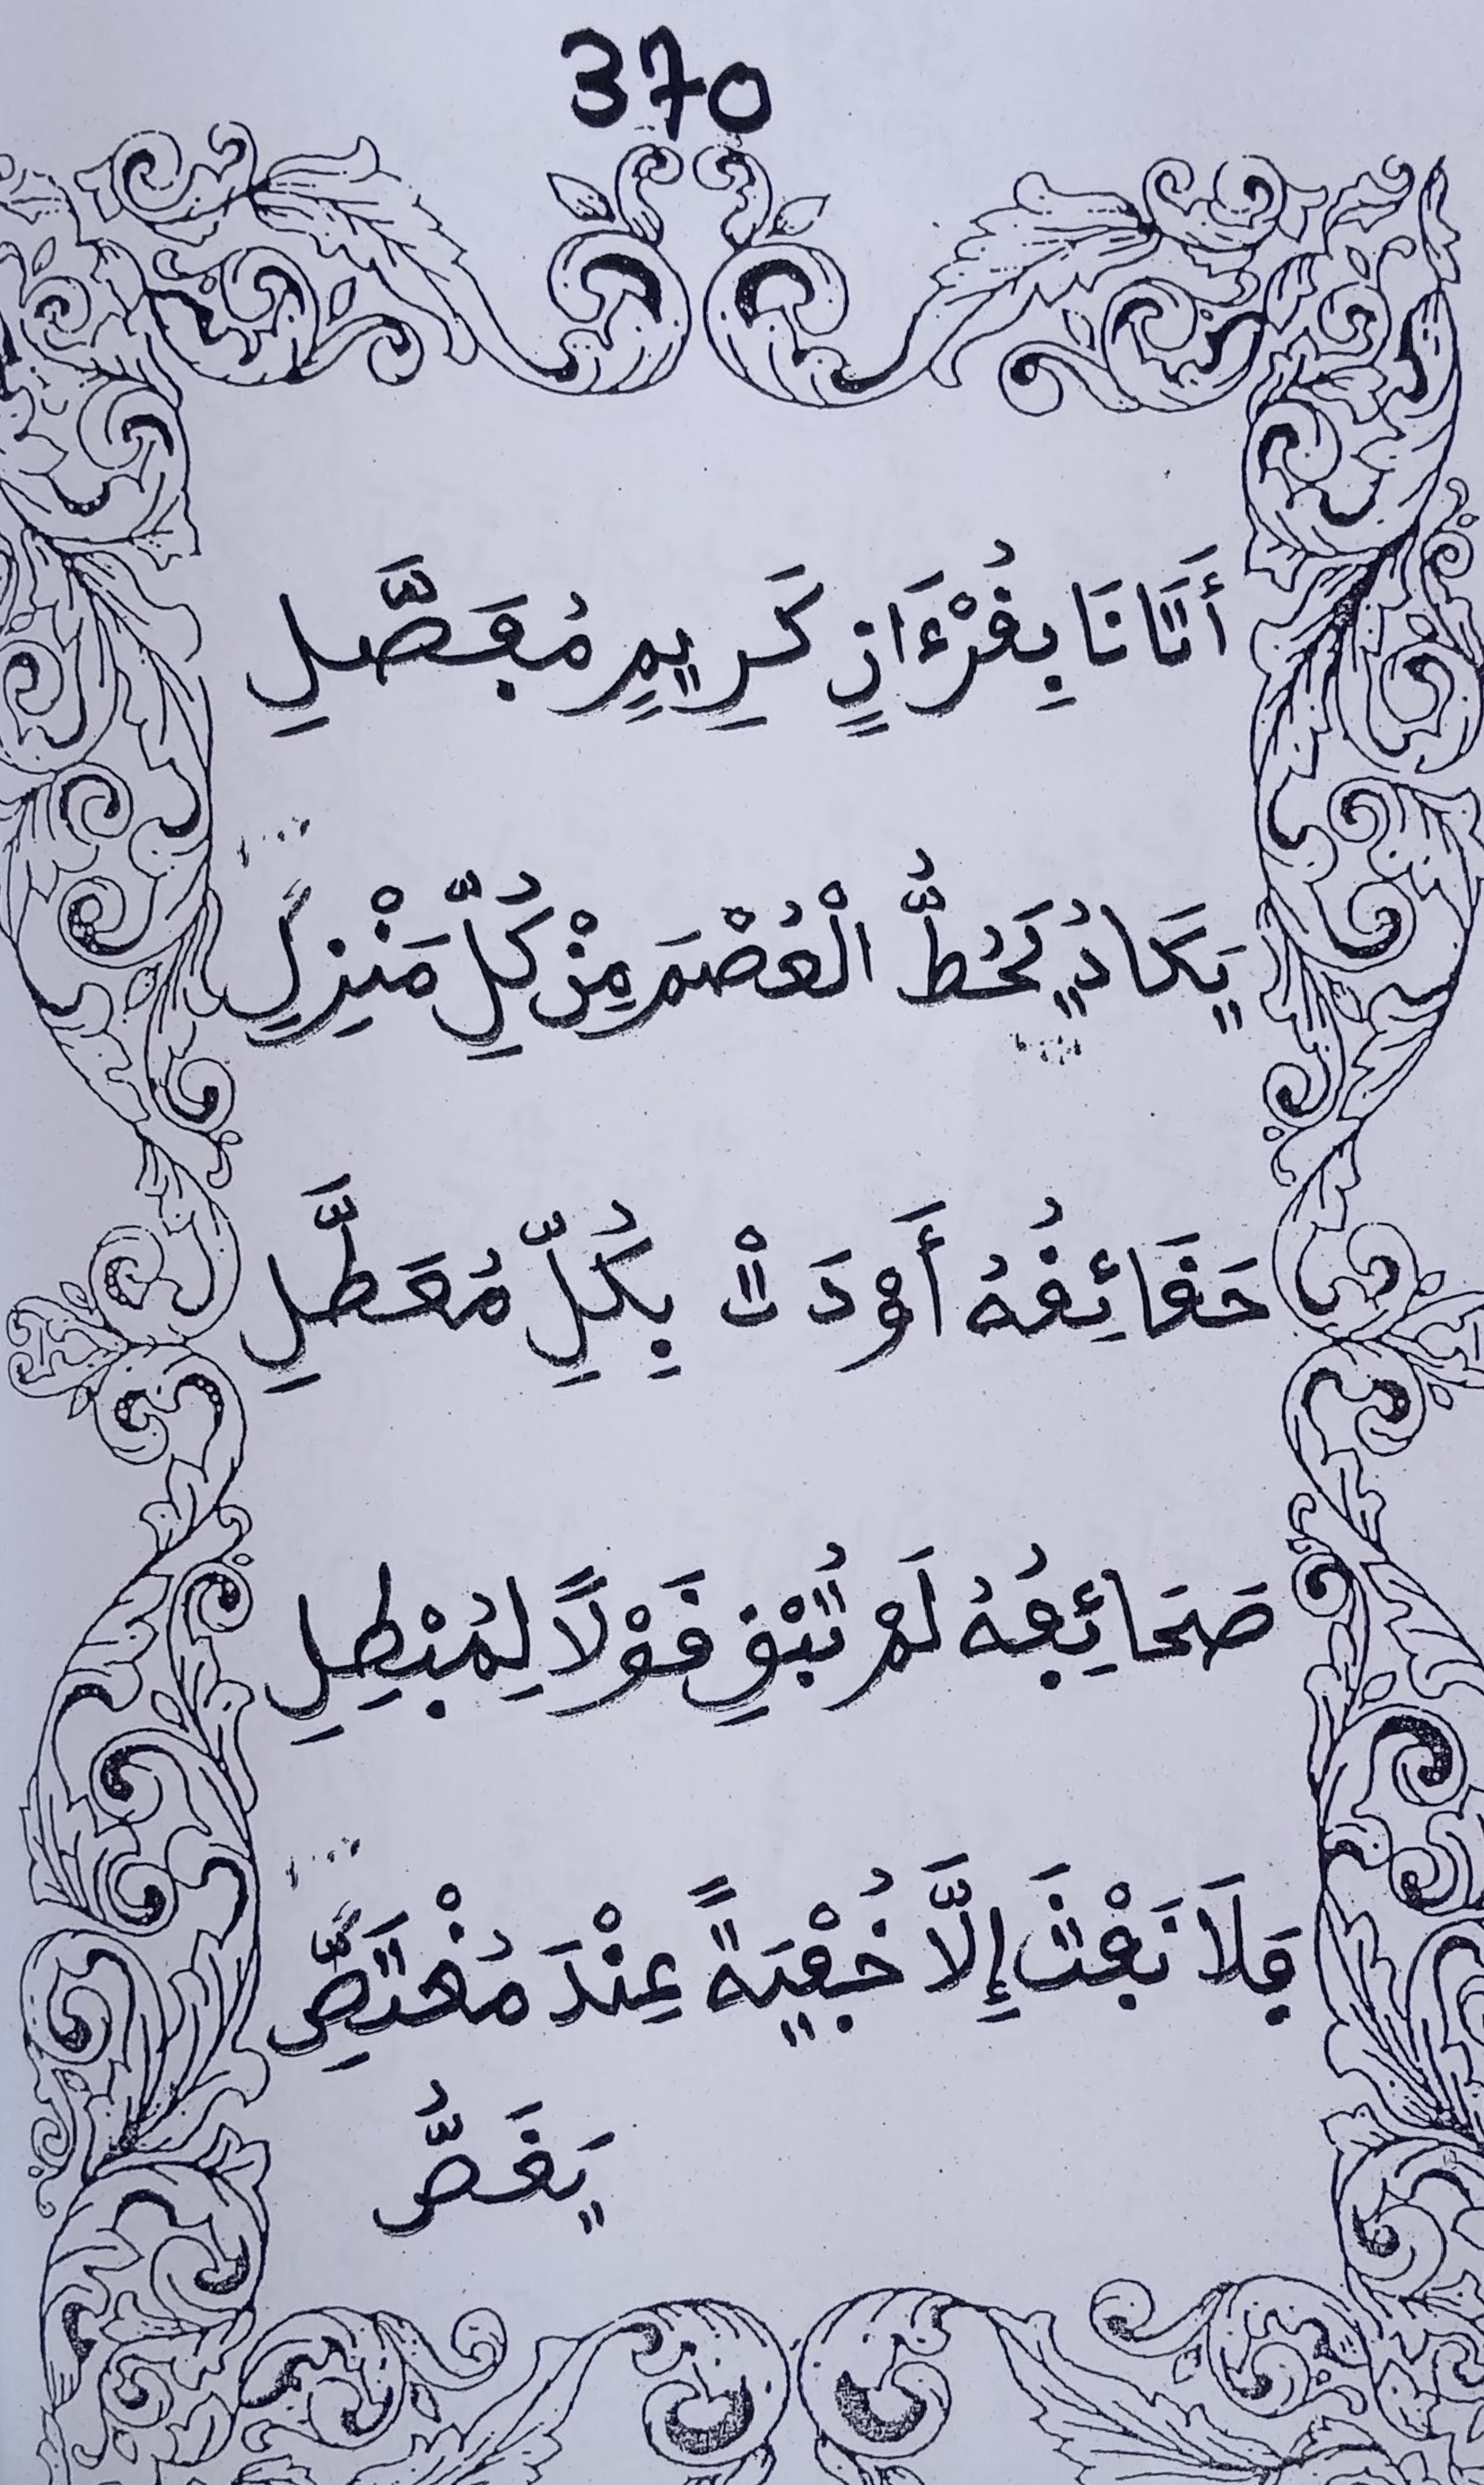 370
أَتَانَا بِقُرْءَانٍ كَرِيمٍ مُفَصَّلِ
يَكَادُ يَحُطُّ الْعُصْمَ مِنْ كُلِّ مَنْزِلٍ
حَقَائِقُهُ أَوْدَتْ بِكُلِّ مُعَطَّلِ
صَحَائِفُهُ لَمْ تُبْقِ قَوْلًا لِمُبْطِلِ
فَلَا نَفْثَ إِلَّا خُفْيَةً عِنْدَ مُخْتَصِّ
يَغَصُّ